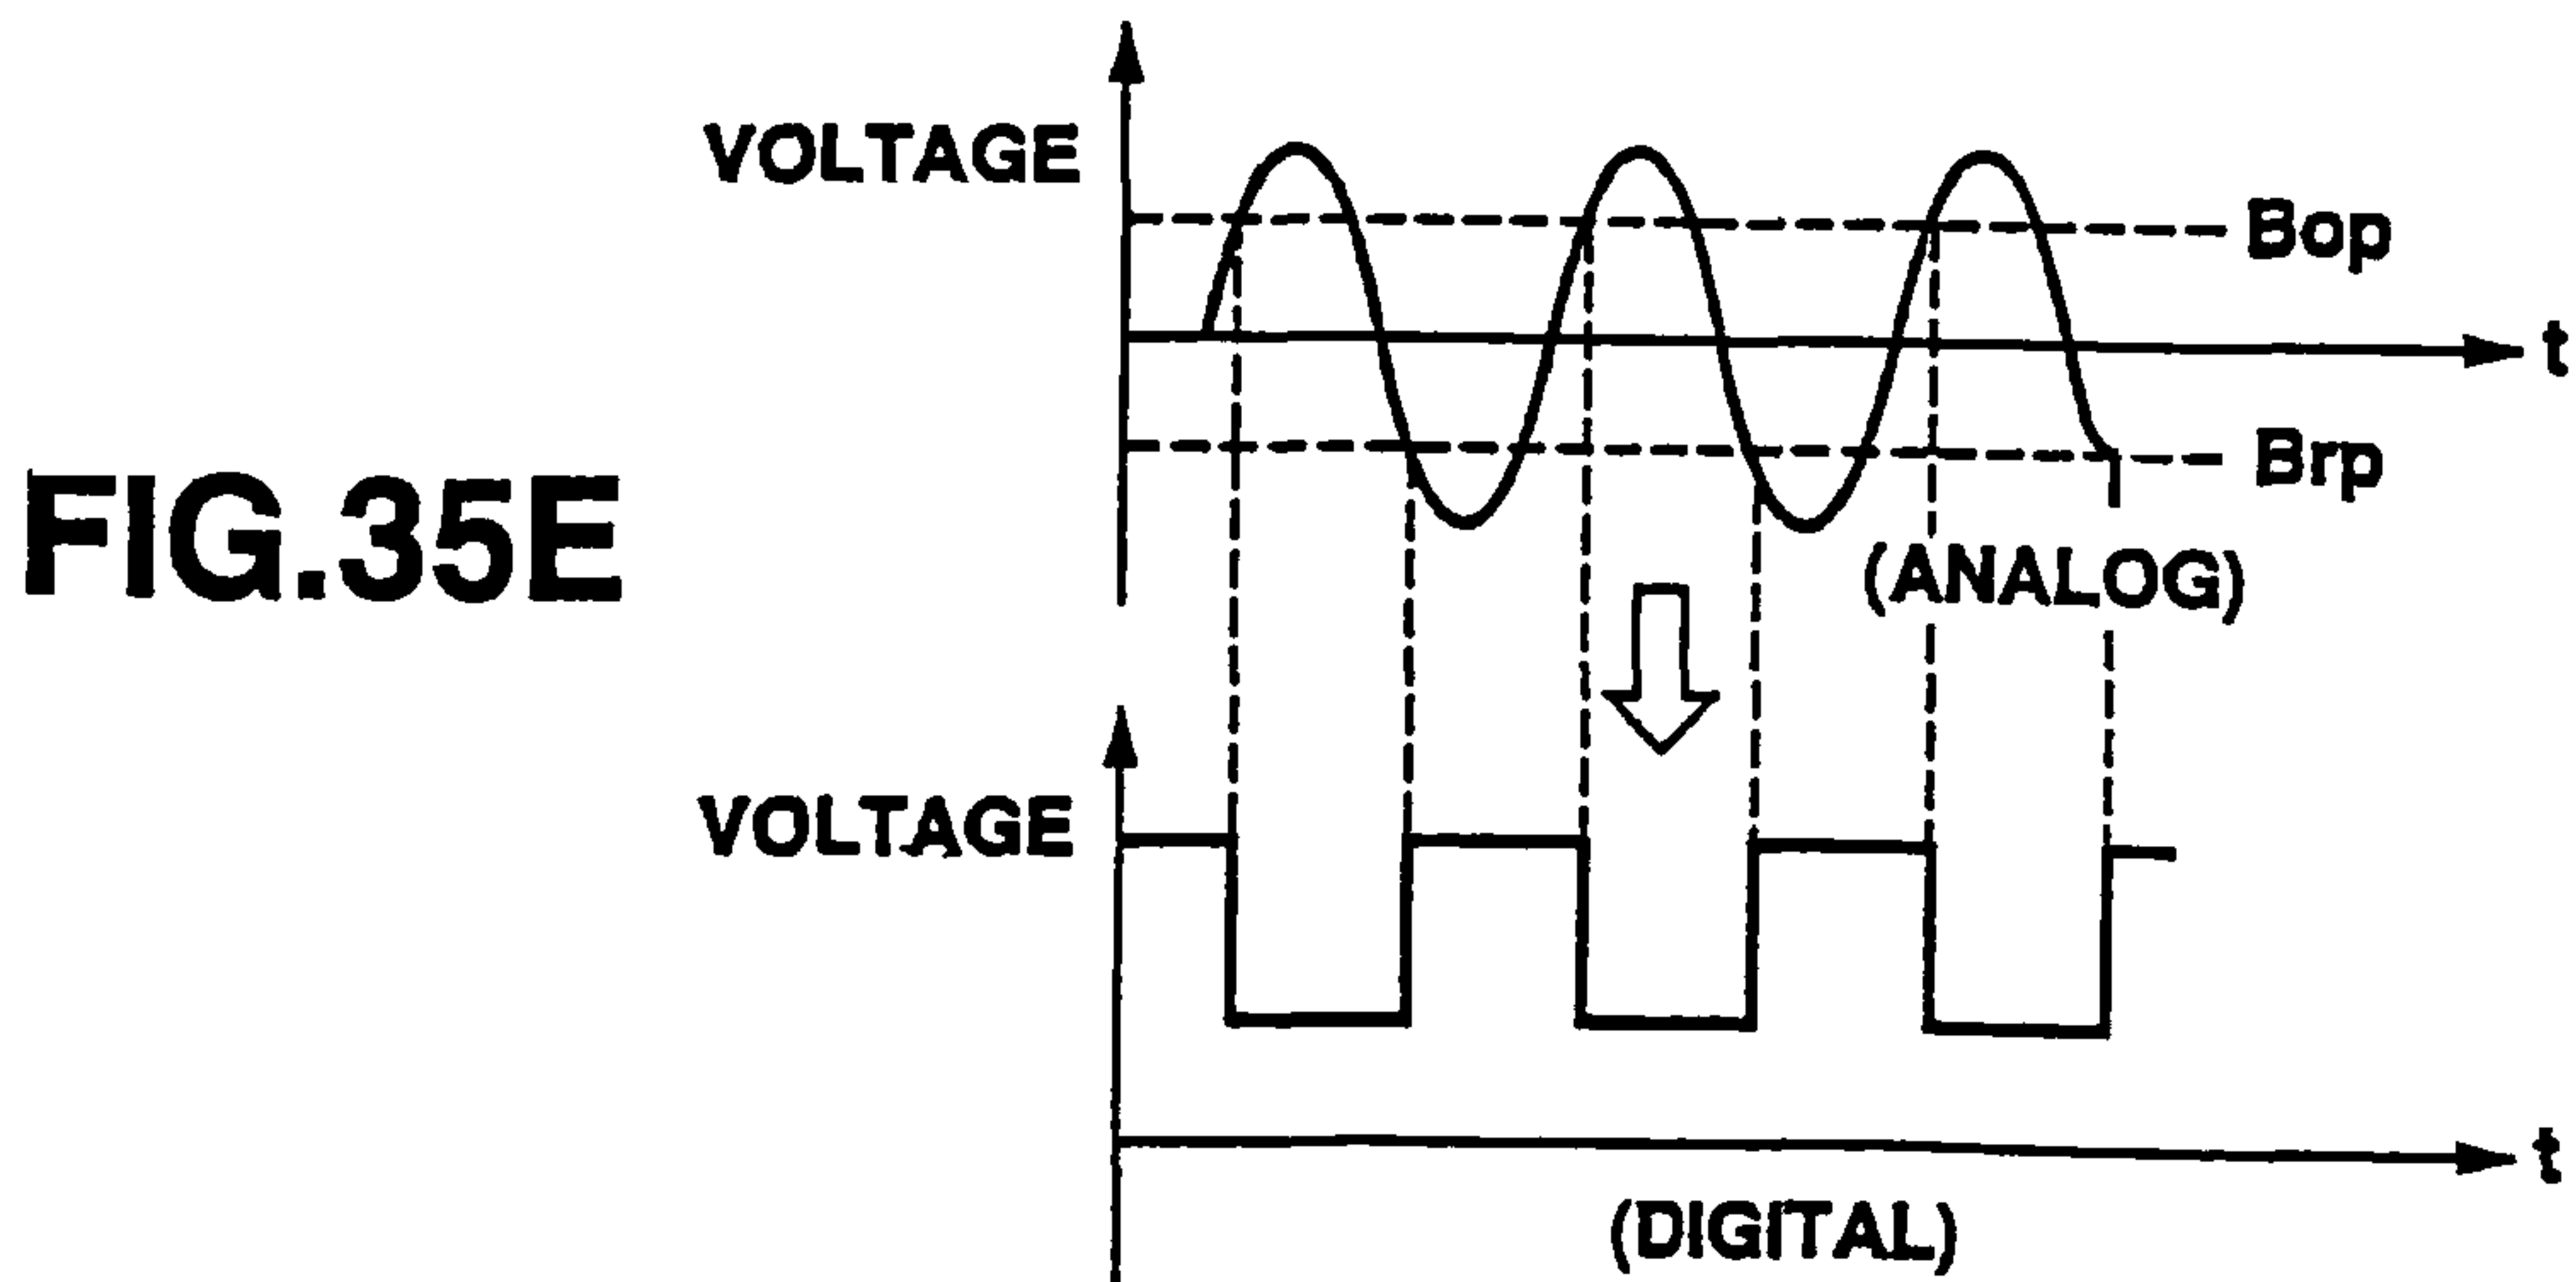 VOLTAGE
Bop
t
Brp
FIG.35E
(ANALOG)
VOLTAGE
t
(DIGITAL)